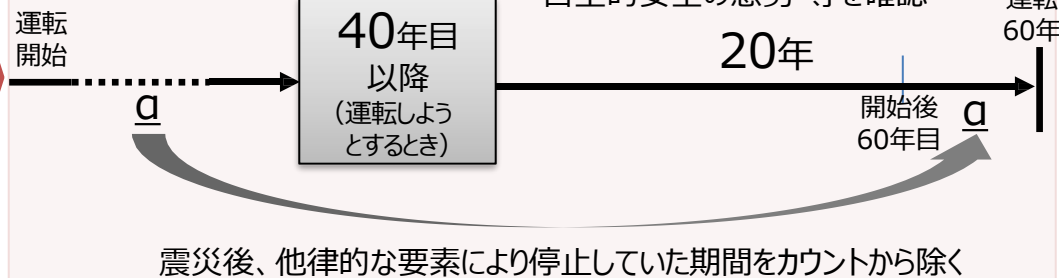 運転
開始
40年目
以降
（運転しよう
とするとき）
20年
60年
開始後
60年目
a
a
震災後、他律的な要素により停止していた期間をカウントから除く